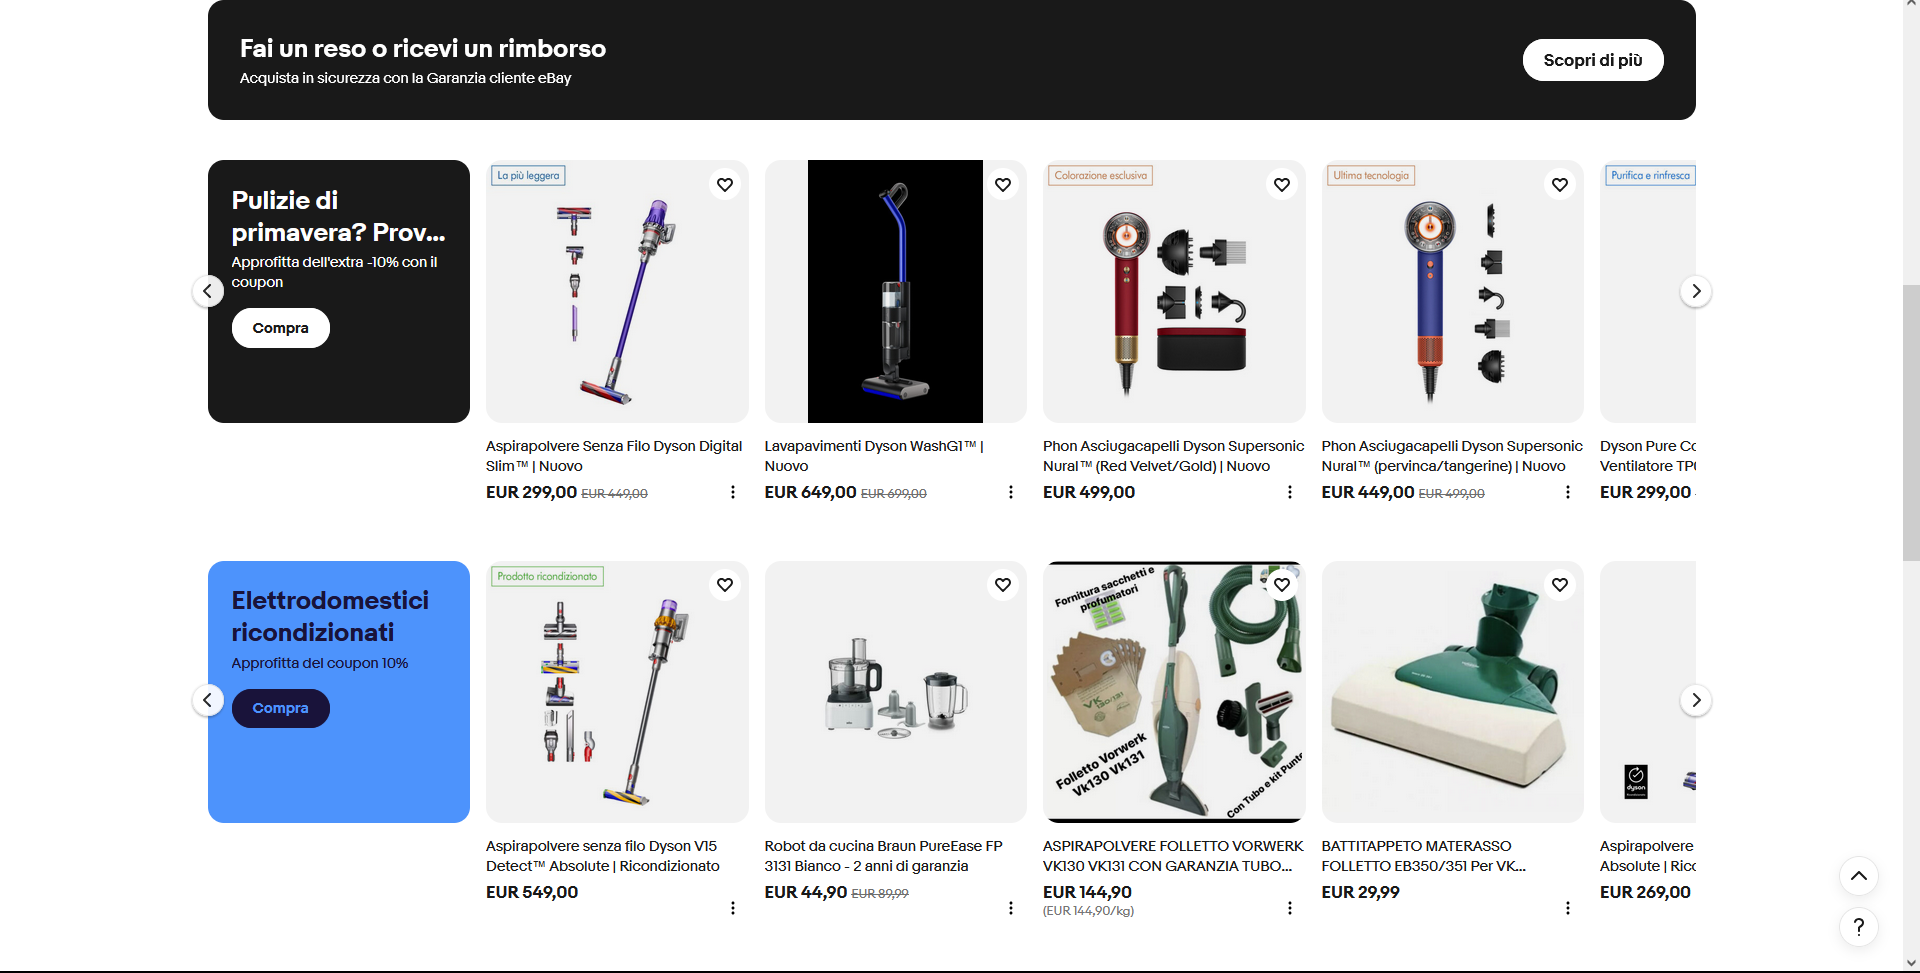 Fai un reso o ricevi un rimborso
Acquista in sicurezza con la Garanzia cliente eBay
Scopri di più
Pulizie di
primavera? Prov...
Approfitta dell'extra -10% con il
coupon
Compra
La più leggera
Aspirapolvere Senza Filo Dyson Digital
Slim™ | Nuovo
EUR 299,00 EUR 449,00
Lavapavimenti Dyson WashG1™ |
Nuovo
EUR 649,00 EUR 699,00
Colorazione esclusiva
Phon Asciugacapelli Dyson Supersonic
Nural™ (Red Velvet/Gold) | Nuovo
EUR 499,00
Ultima tecnologia
Phon Asciugacapelli Dyson Supersonic
Nural™ (pervinca/tangerine) | Nuovo
EUR 449,00 EUR 499,00
Purifica e rinfresca
Dyson Pure
Ventilatore
EUR 299,00
Elettrodomestici
ricondizionati
Approfitta del coupon 10%
Compra
Prodotto ricondizionato
Aspirapolvere senza filo Dyson V15
Detect™ Absolute | Ricondizionato
EUR 549,00
Robot da cucina Braun PureEase FP
3131 Bianco - 2 anni di garanzia
EUR 44,90 EUR 89,99
Fornitura sacchetti e
profumatori
VK
130/131
Folletto Vorwerk
Vk130 Vk131
Con Tubo e kit Punte
ASPIRAPOLVERE FOLLETTO VORWERK
VK130 VK131 CON GARANZIA TUBO...
EUR 144,90
(EUR 144,90/kg)
BATTITAPPETO MATERASSO
FOLLETTO EB350/351 Per VK...
EUR 29,99
dyson
Aspirapolvere
Absolute | Ric
EUR 269,00
?